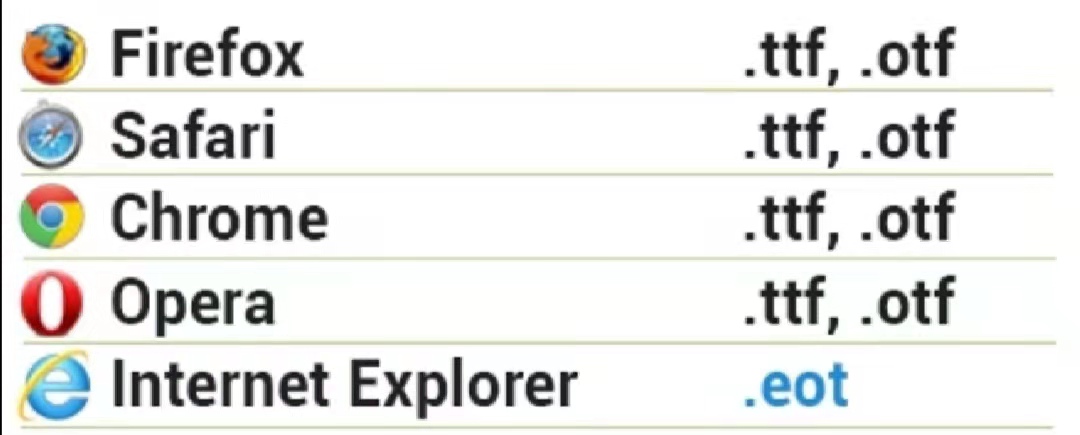 Firefox .ttf, .otf
Safari .ttf, .otf
Chrome .ttf, .otf
Opera .ttf, .otf
Internet Explorer .eot